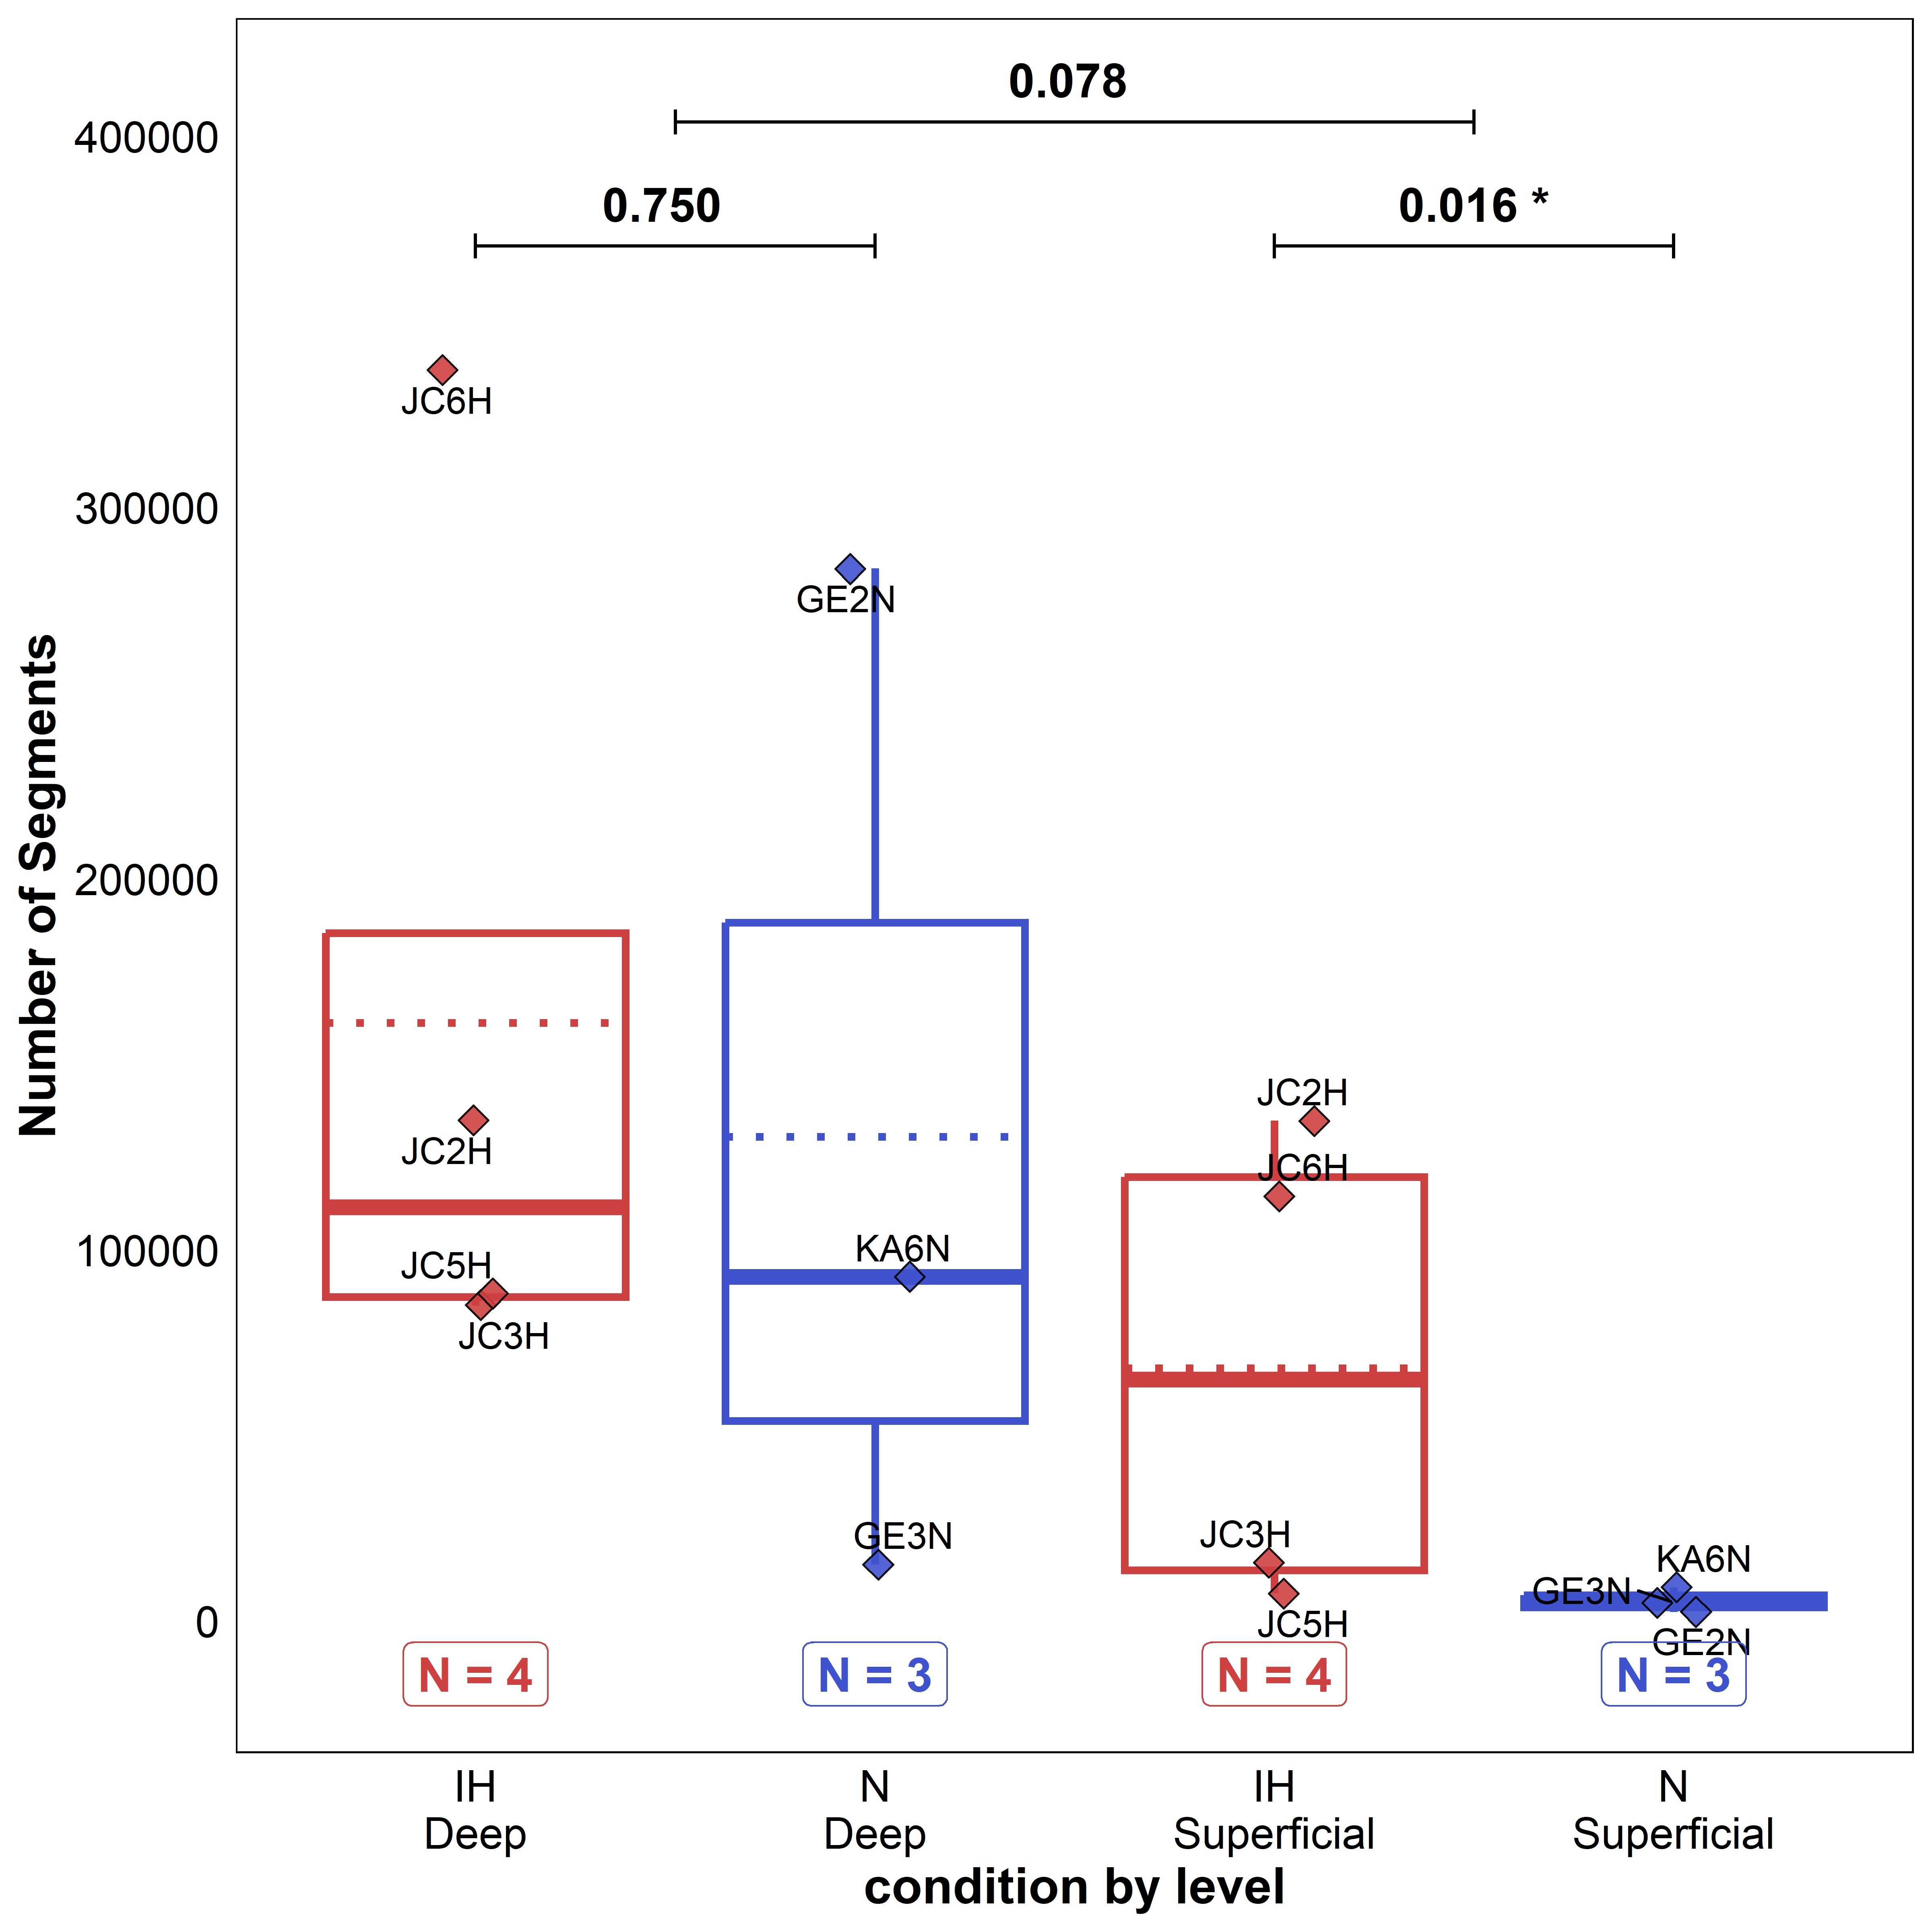 0.078
400000
0.750
0.016 *
JC6H
300000
GE2N
Number of Segments
200000
JC2H
JC2H
JC6H
100000
JC5H
KA6N
JC3H
GE3N
JC3H
KA6N
GE3N
JC5H
GE2N
0
N = 4
N = 3
N = 4
N = 3
IH
Deep
N
Deep
IH
Superficial
N
Superficial
condition by level